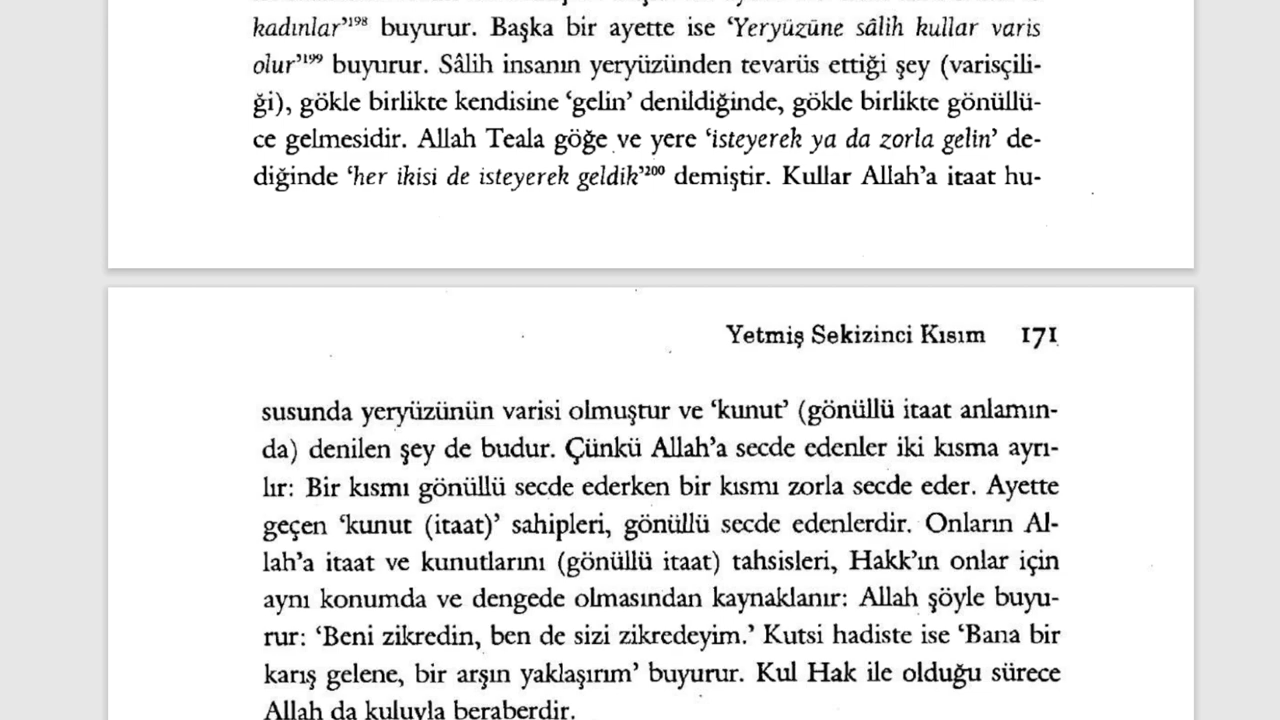 kadınlar’¹⁹⁸ buyurur. Başka bir ayette ise ‘Yeryüzüne sâlih kullar varis
olur’¹⁹⁹ buyurur. Sâlih insanın yeryüzünden tevarüs ettiği şey (varisçili-
ği), gökle birlikte kendisine ‘gelin’ denildiğinde, gökle birlikte gönüllü-
ce gelmesidir. Allah Teala göğe ve yere ‘isteyerek ya da zorla gelin’ de-
diğinde ‘her ikisi de isteyerek geldik’²⁰⁰ demiştir. Kullar Allah’a itaat hu-
Yetmiş Sekizinci Kısım 171
susunda yeryüzünün varisi olmuştur ve ‘kunut’ (gönüllü itaat anlamın-
da) denilen şey de budur. Çünkü Allah’a secde edenler iki kısma ayrı-
lır: Bir kısmı gönüllü secde ederken bir kısmı zorla secde eder. Ayette
geçen ‘kunut (itaat)’ sahipleri, gönüllü secde edenlerdir. Onların Al-
lah’a itaat ve kunutlarını (gönüllü itaat) tahsisleri, Hakk’ın onlar için
aynı konumda ve dengede olmasından kaynaklanır: Allah şöyle buyu-
rur: ‘Beni zikredin, ben de sizi zikredeyim.’ Kutsi hadiste ise ‘Bana bir
karış gelene, bir arşın yaklaşırım’ buyurur. Kul Hak ile olduğu sürece
Allah da kuluyla beraberdir.